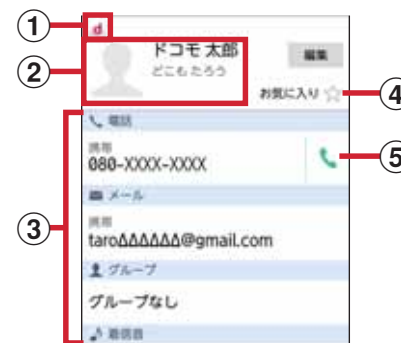 ①
d
②
ドコモ 太郎
どこも たろう
編集
お気に入り ☆
④
③
電話
携帯
080-XXXX-XXXX
⑤
メール
携帯
taroΔΔΔΔΔΔ@gmail.com
グループ
グループなし
着信音